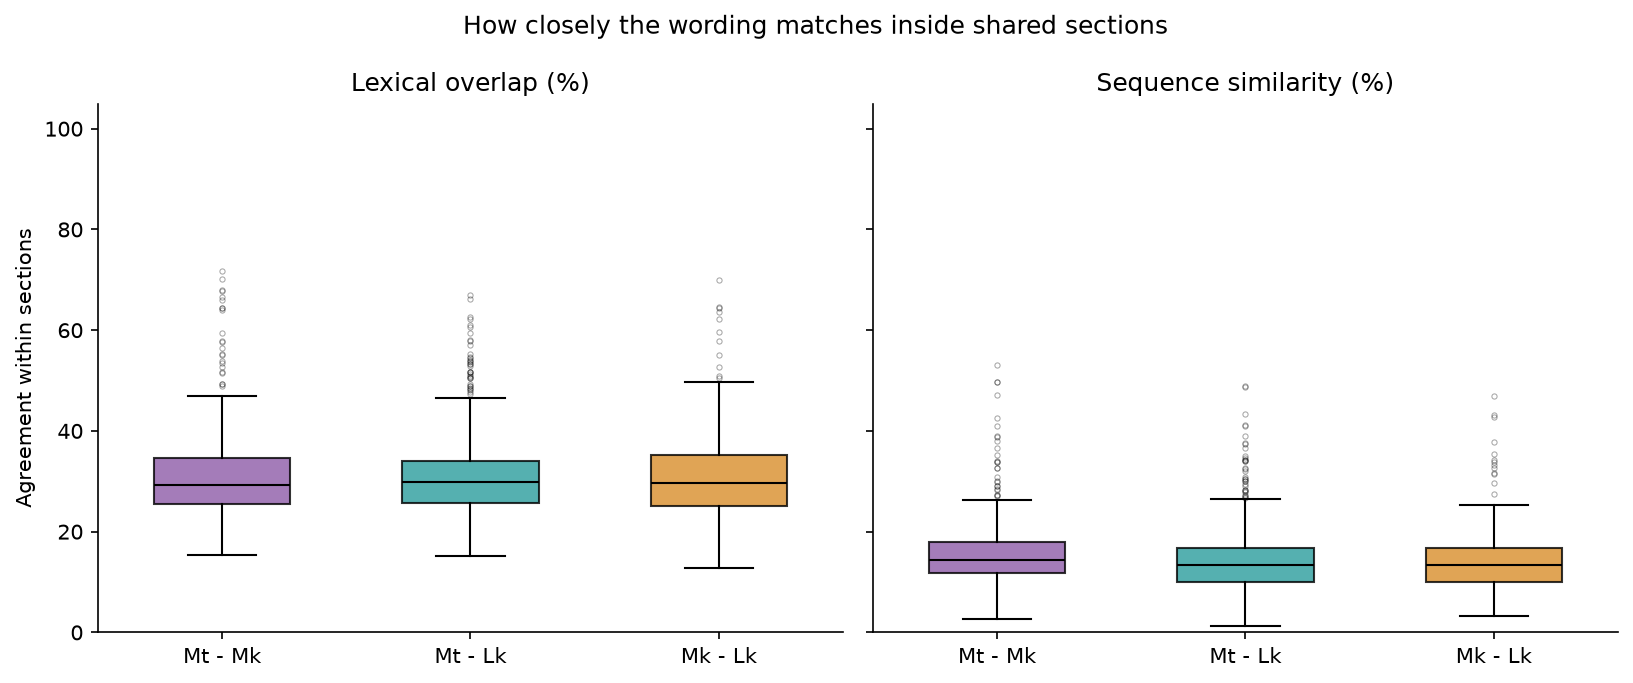 How closely the wording matches inside shared sections
Lexical overlap (%)
Sequence similarity (%)
Agreement within sections
100
80
60
40
20
0
Mt - Mk
Mt - Lk
Mk - Lk
Mt - Mk
Mt - Lk
Mk - Lk